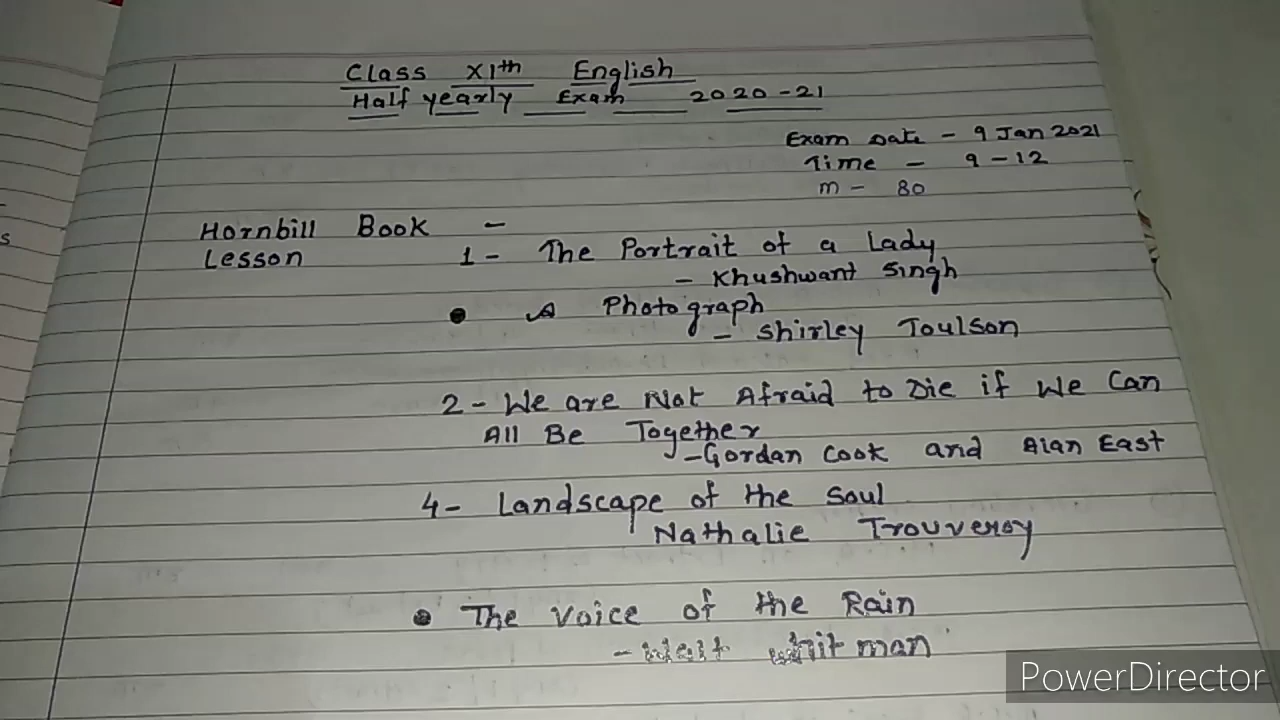 Class XIth English
Half yearly Exam 2020-21
Exam Date - 9 Jan 2021
Time - 9-12
m - 80
Hornbill Book -
Lesson 1- The Portrait of a Lady
- Khushwant Singh
• A Photograph
- Shirley Toulson
2- We are Not Afraid to Die if We Can
All Be Together
- Gordan Cook and Alan East
4- Landscape of the Soul
Nathalie Trouveroy
• The Voice of the Rain
- Walt Whitman
PowerDirector
s